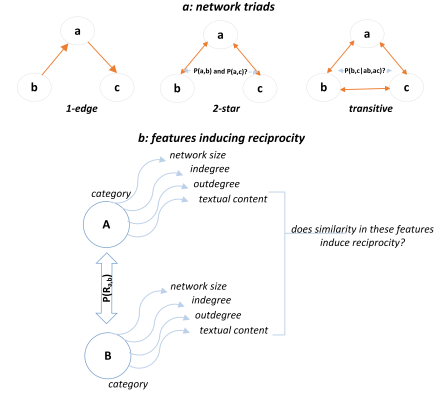 a: network triads
a
b
c
1-edge
a
P(a,b) and P(a,c)?
b
c
2-star
a
P(b,c|ab,ac)?
b
c
transitive
b: features inducing reciprocity
network size
indegree
outdegree
textual content
category
A
does similarity in these features
induce reciprocity?
P(Ra,b)
network size
indegree
outdegree
textual content
B
category